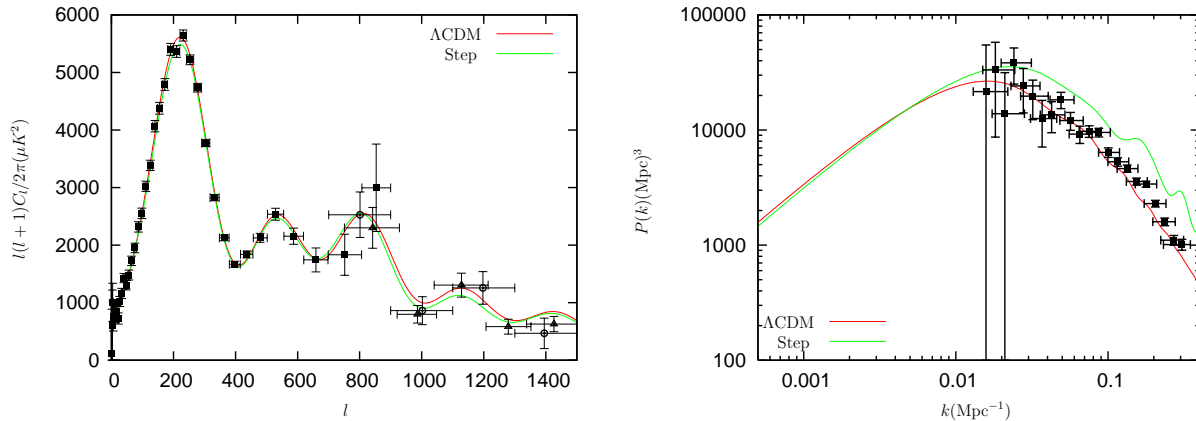 l(l + 1)C_l/2π(μK²)
6000
5000
4000
3000
2000
1000
0
0 200 400 600 800 1000 1200 1400
l
ΛCDM
Step
P(k)(Mpc)³
100000
10000
1000
100
0.001 0.01 0.1
k(Mpc⁻¹)
ΛCDM
Step